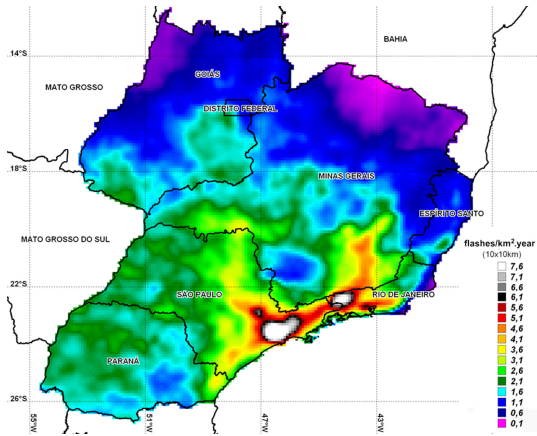 BAHIA
14°S
GOIÁS
MATO GROSSO
DISTRITO FEDERAL
18°S
MINAS GERAIS
ESPÍRITO SANTO
MATO GROSSO DO SUL
flashes/km².year
(10x10km)
7,6
7,1
6.6
6,1
5,6
5,1
4,6
4,1
3,6
3,1
2,6
2,1
1,6
1,1
0,6
0,1
22°S
SÃO PAULO
RIO DE JANEIRO
PARANÁ
26°S
55°W
51°W
47°W
43°W